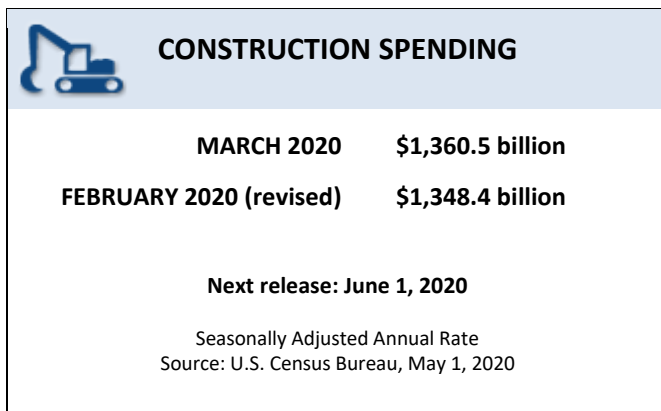 CONSTRUCTION SPENDING
MARCH 2020 $1,360.5 billion
FEBRUARY 2020 (revised) $1,348.4 billion
Next release: June 1, 2020
Seasonally Adjusted Annual Rate
Source: U.S. Census Bureau, May 1, 2020